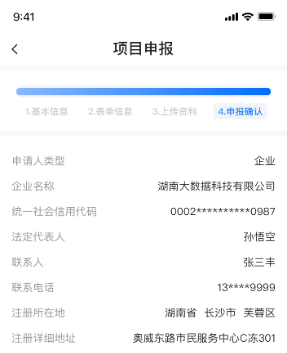 9:41
项目申报
1.基本信息 2.表单信息 3.上传资料 4.申报确认
申请人类型 企业
企业名称 湖南大数据科技有限公司
统一社会信用代码 0002**********0987
法定代表人 孙悟空
联系人 张三丰
联系电话 13****9999
注册所在地 湖南省 长沙市 芙蓉区
注册详细地址 奥威东路市民服务中心C冻301